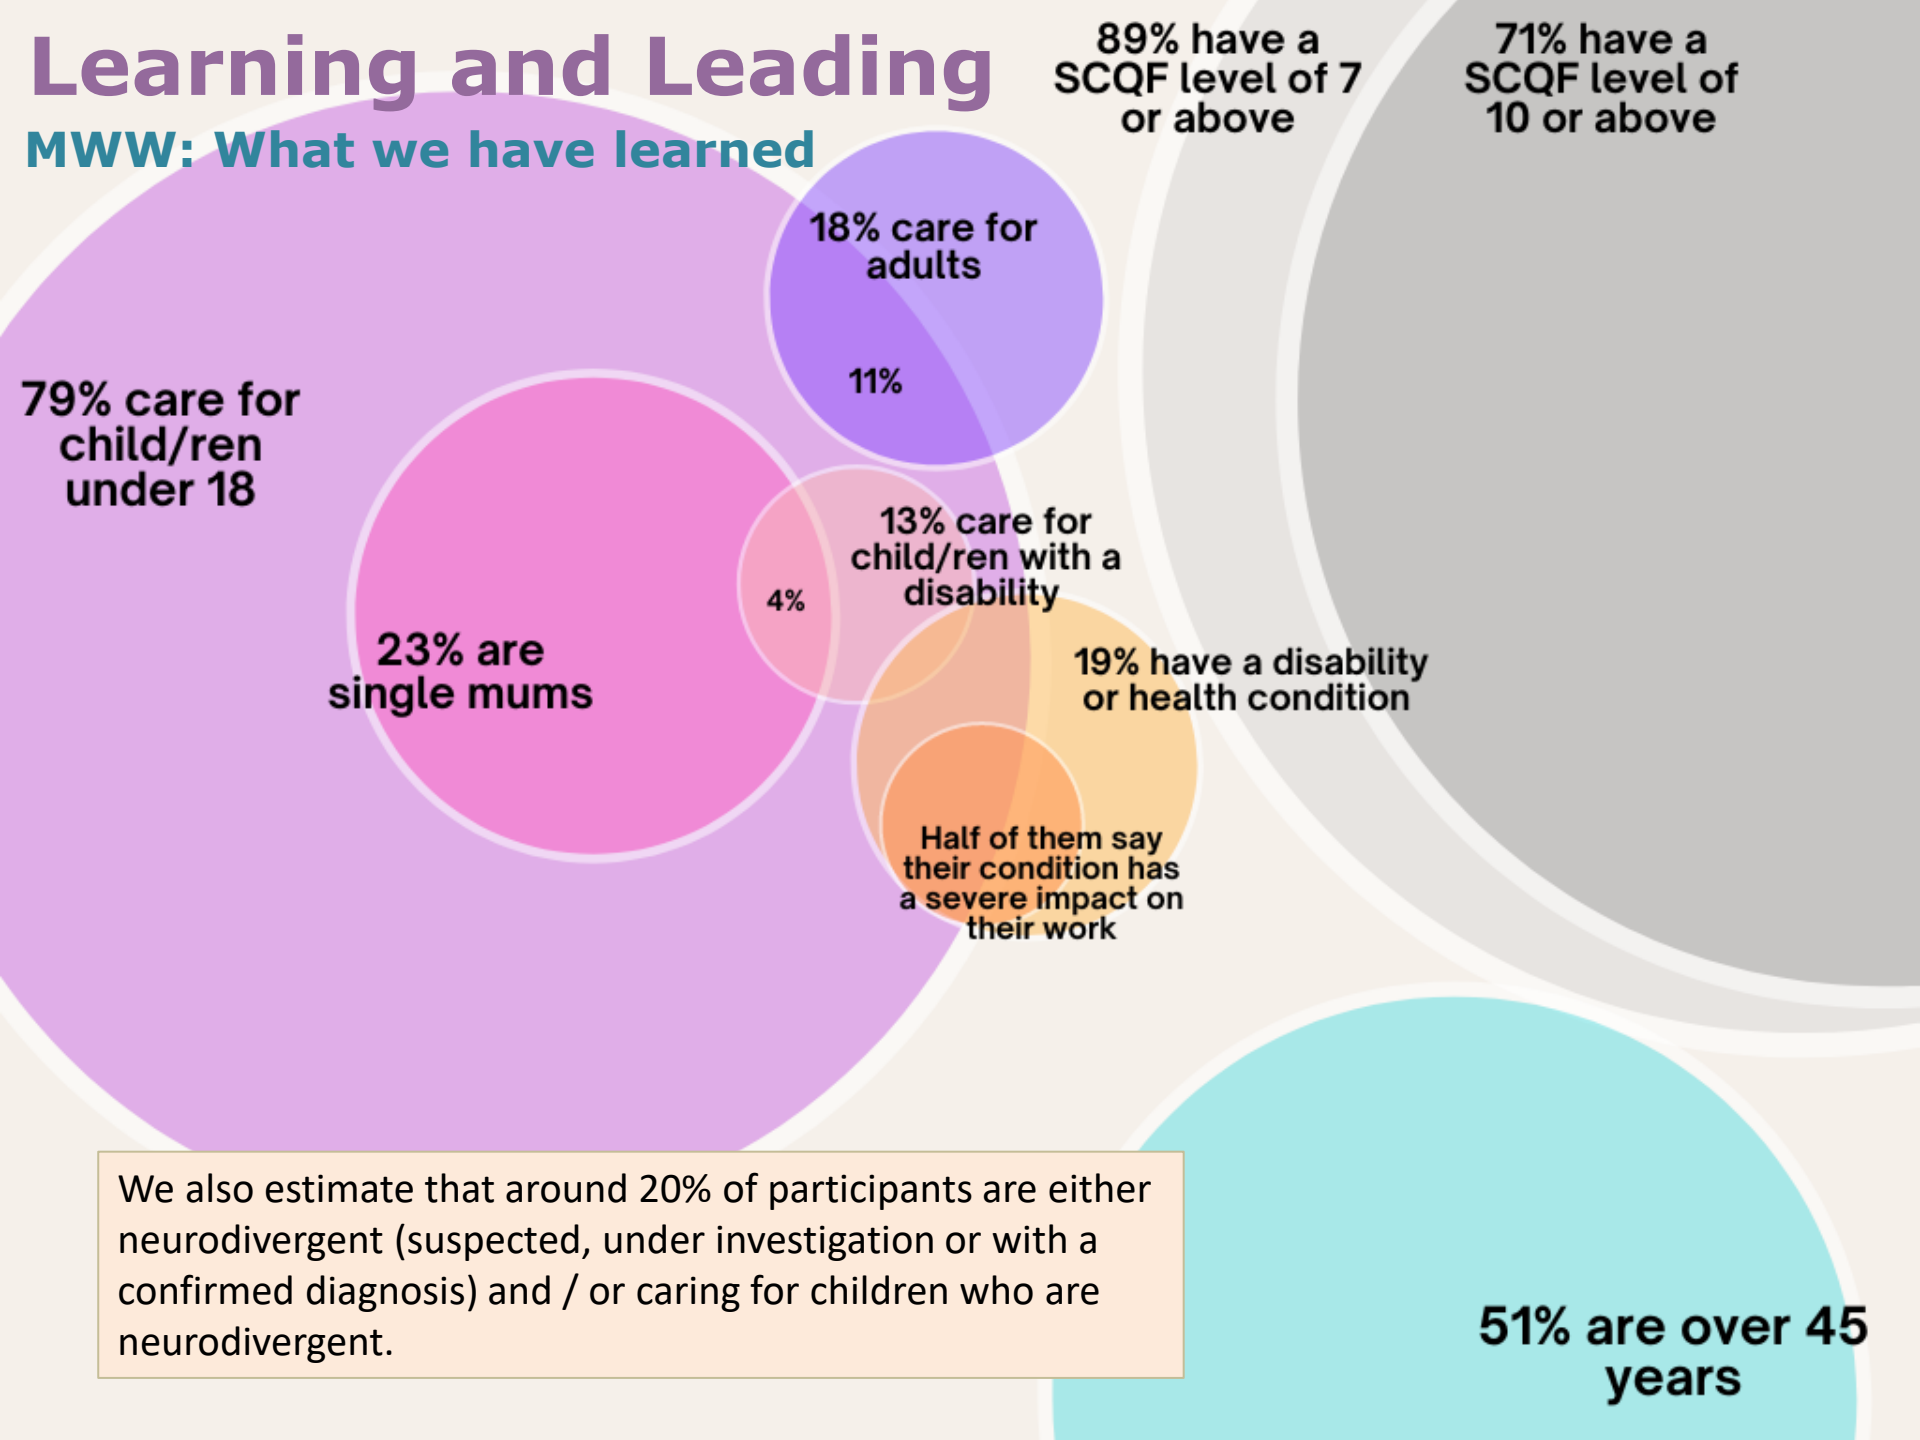 Learning and Leading
MWW: What we have learned
89% have a
SCQF level of 7
or above
71% have a
SCQF level of
10 or above
18% care for
adults
11%
79% care for
child/ren
under 18
13% care for
child/ren with a
disability
4%
23% are
single mums
19% have a disability
or health condition
Half of them say
their condition has
a severe impact on
their work
We also estimate that around 20% of participants are either
neurodivergent (suspected, under investigation or with a
confirmed diagnosis) and / or caring for children who are
neurodivergent.
51% are over 45
years